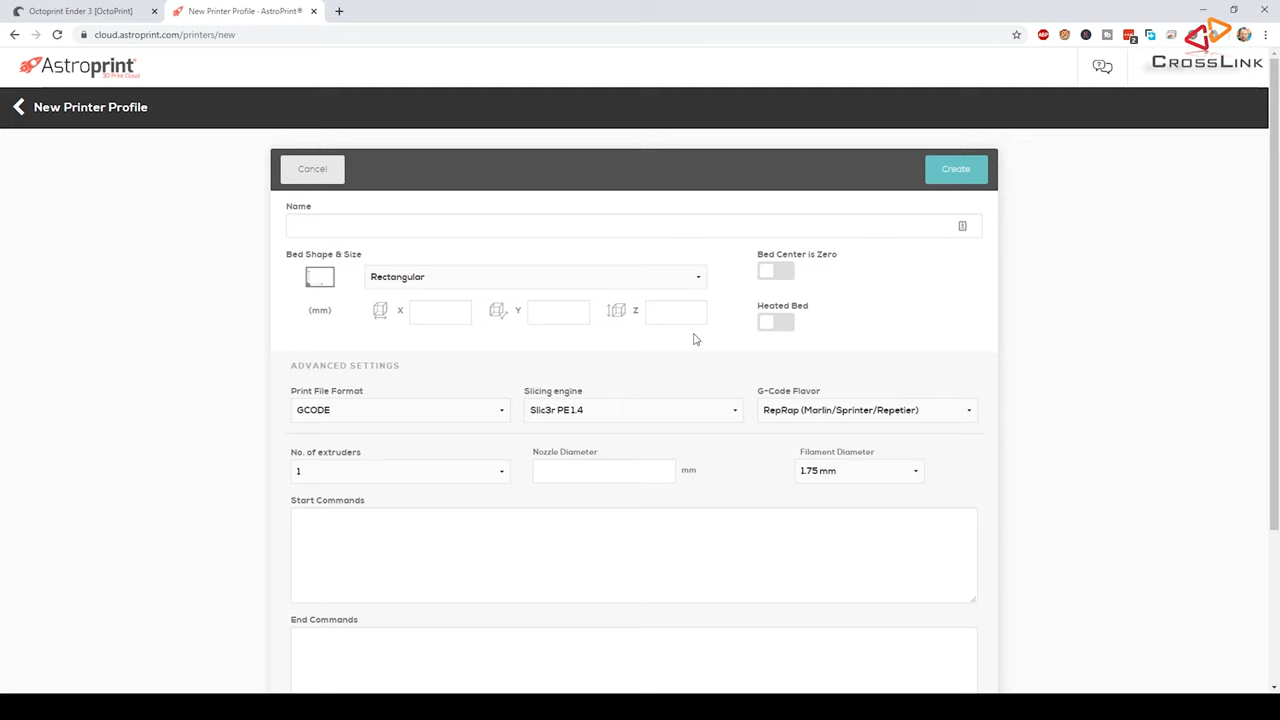 Octoprint Ender 3 [OctoPrint]
New Printer Profile - AstroPrint®
cloud.astroprint.com/printers/new
Astroprint
3D Print Cloud
CrossLink
New Printer Profile
Cancel
Create
Name
Bed Shape & Size
Bed Center is Zero
Rectangular
(mm)
X
Y
Z
Heated Bed
ADVANCED SETTINGS
Print File Format
Slicing engine
G-Code Flavor
GCODE
Slic3r PE 1.4
RepRap (Marlin/Sprinter/Repetier)
No. of extruders
Nozzle Diameter
Filament Diameter
1
mm
1.75 mm
Start Commands
End Commands